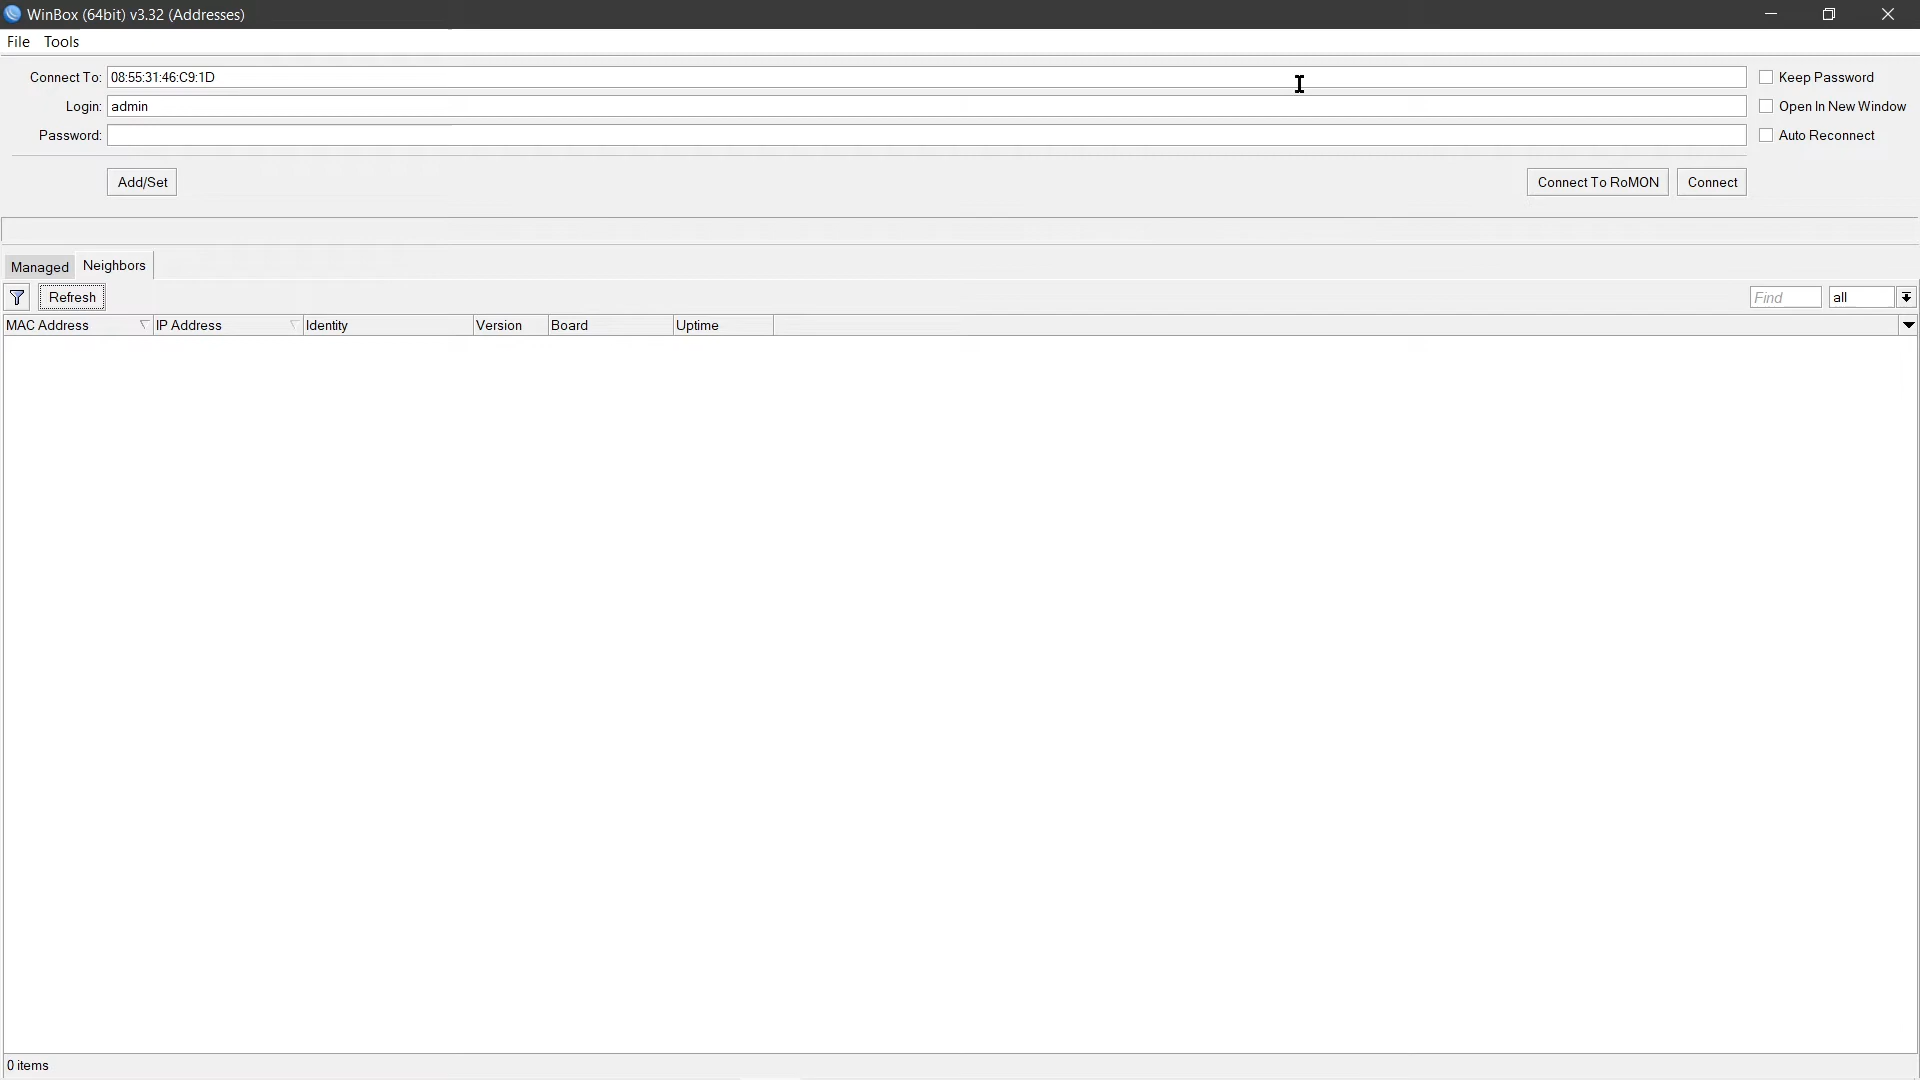 WinBox (64bit) v3.32 (Addresses)
File Tools
Connect To: 08:55:31:46:C9:1D Keep Password
Login: admin Open In New Window
Password: Auto Reconnect
Add/Set Connect To RoMON Connect
Managed Neighbors
Refresh Find all
MAC Address IP Address Identity Version Board Uptime
0 items